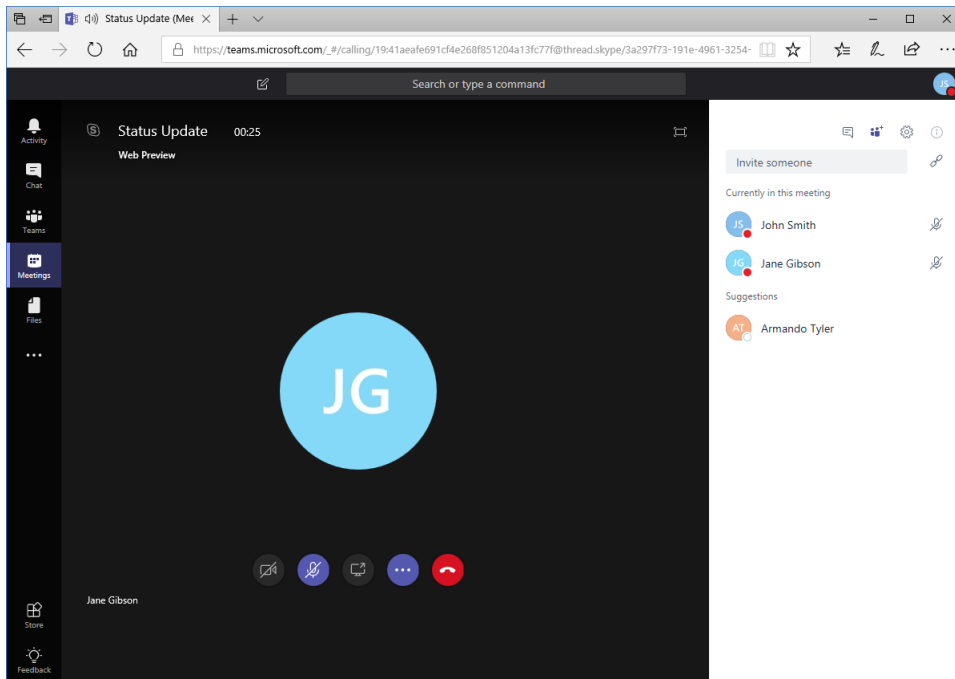 Status Update (Mee
https://teams.microsoft.com/_#/calling/19:41aeafe691cf4e268f851204a13fc77f@thread.skype/3a297f73-191e-4961-3254-
Search or type a command
JS
Activity
Chat
Teams
Meetings
Files
Store
Feedback
Status Update 00:25
Web Preview
JG
Jane Gibson
Invite someone
Currently in this meeting
JS John Smith
JG Jane Gibson
Suggestions
AT Armando Tyler